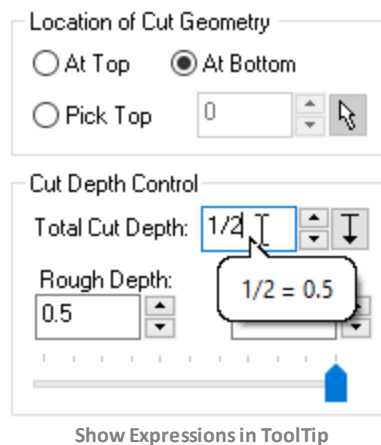 Location of Cut Geometry
At Top At Bottom
Pick Top 0
Cut Depth Control
Total Cut Depth: 1/2
1/2 = 0.5
Rough Depth:
0.5
Show Expressions in ToolTip